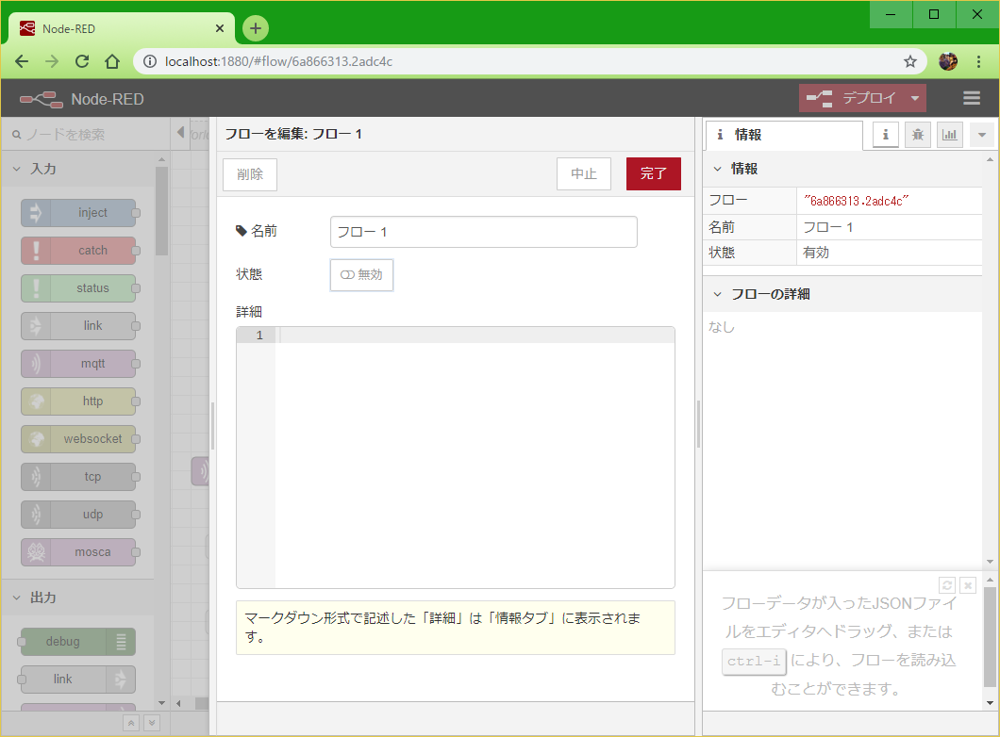 Node-RED
localhost:1880/#flow/6a866313.2adc4c
Node-RED
デプロイ
ノードを検索
入力
inject
catch
status
link
mqtt
http
websocket
tcp
udp
mosca
出力
debug
link
フローを編集: フロー 1
削除
中止
完了
名前
フロー 1
状態
無効
詳細
1
マークダウン形式で記述した「詳細」は「情報タブ」に表示されま
す。
情報
情報
フロー "6a866313.2adc4c"
名前 フロー 1
状態 有効
フローの詳細
なし
フローデータが入ったJSONファイ
ルをエディタへドラッグ、または
ctrl-i により、フローを読み込
むことができます。